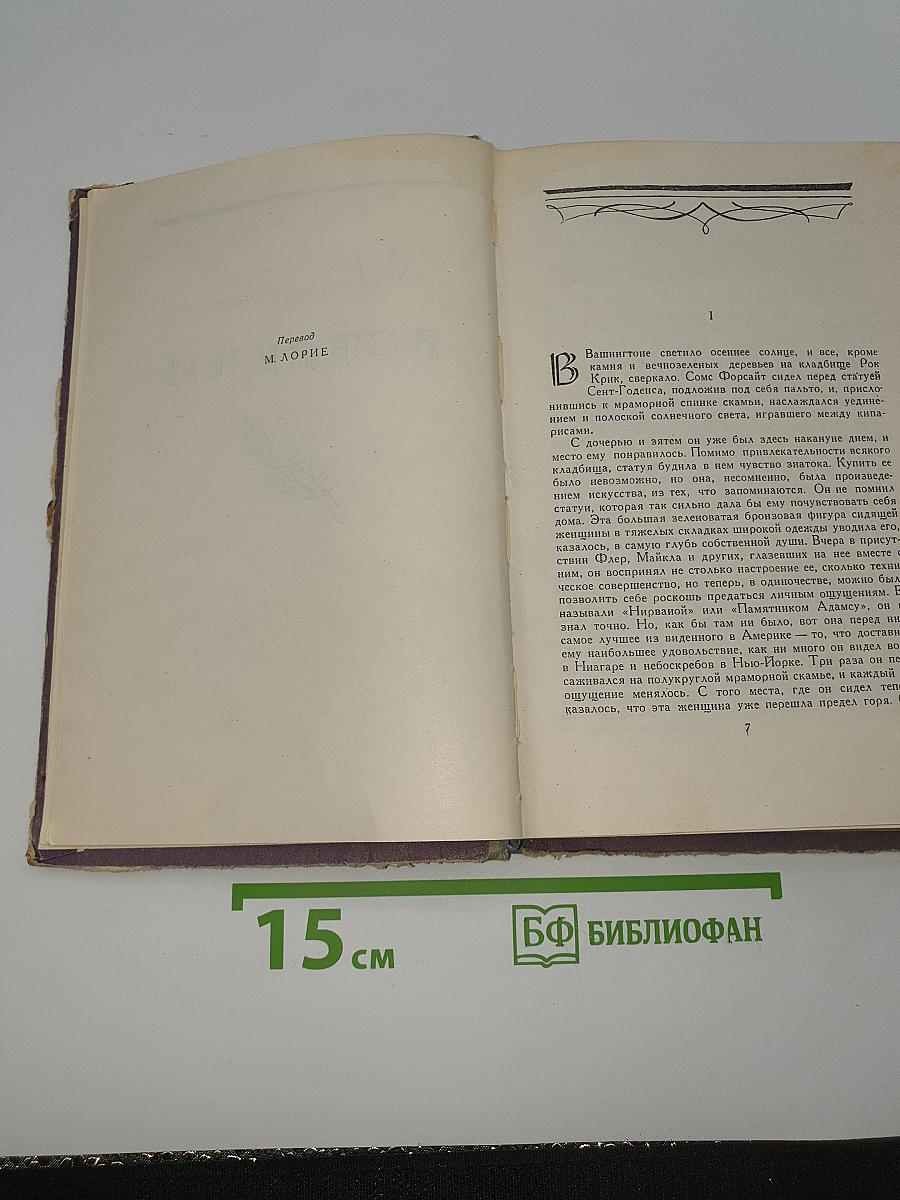 Перевод
М. ЛОРИЕ
I
В Вашингтоне светило осеннее солнце, и все, кроме
камня и вечнозеленых деревьев на кладбище Рок
Крик, сверкало. Сомс Форсайт сидел перед статуей
Сент-Годенса, подложив под себя пальто, и, присло-
нившись к мраморной спинке скамьи, наслаждался уедине-
нием и полоской солнечного света, игравшего между кипа-
рисами.
С дочерью и зятем он уже был здесь накануне днем, и
место ему понравилось. Помимо привлекательности всякого
кладбища, статуя будила в нем чувство знатока. Купить ее
было невозможно, но она, несомненно, была произведе-
нием искусства, из тех, что запоминаются. Он не помнил
статуи, которая так сильно дала бы ему почувствовать себя
дома. Эта большая зеленоватая бронзовая фигура сидящей
женщины в тяжелых складках широкой одежды уводила его,
казалось, в самую глубь собственной души. Вчера в присут-
ствии Флер, Майкла и других, глазевших на нее вместе с
ним, он воспринял не столько настроение ее, сколько техни
ческое совершенство, но теперь, в одиночестве, можно был
позволить себе роскошь предаться личным ощущениям. Е
называли «Нирваной» или «Памятником Адамсу», он
знал точно. Но, как бы там ни было, вот она перед ни
самое лучшее из виденного в Америке — то, что достави
ему наибольшее удовольствие, как ни много он видел во
в Ниагаре и небоскребов в Нью-Йорке. Три раза он пе
саживался на полукруглой мраморной скамье, и каждый
ощущение менялось. С того места, где он сидел тепе
казалось, что эта женщина уже перешла предел горя.
7
15 см
БФ БИБЛИОФАН